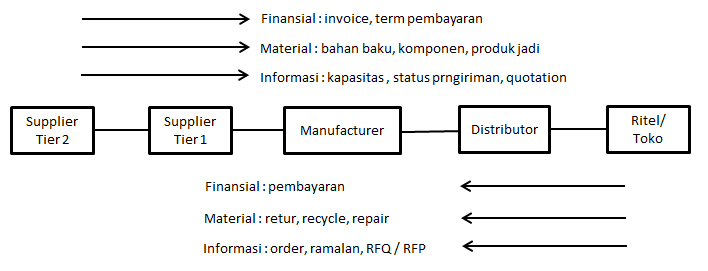 Finansial : invoice, term pembayaran
Material : bahan baku, komponen, produk jadi
Informasi : kapasitas , status prngiriman, quotation
Supplier
Tier 2
Supplier
Tier 1
Manufacturer
Distributor
Ritel/
Toko
Finansial : pembayaran
Material : retur, recycle, repair
Informasi : order, ramalan, RFQ / RFP